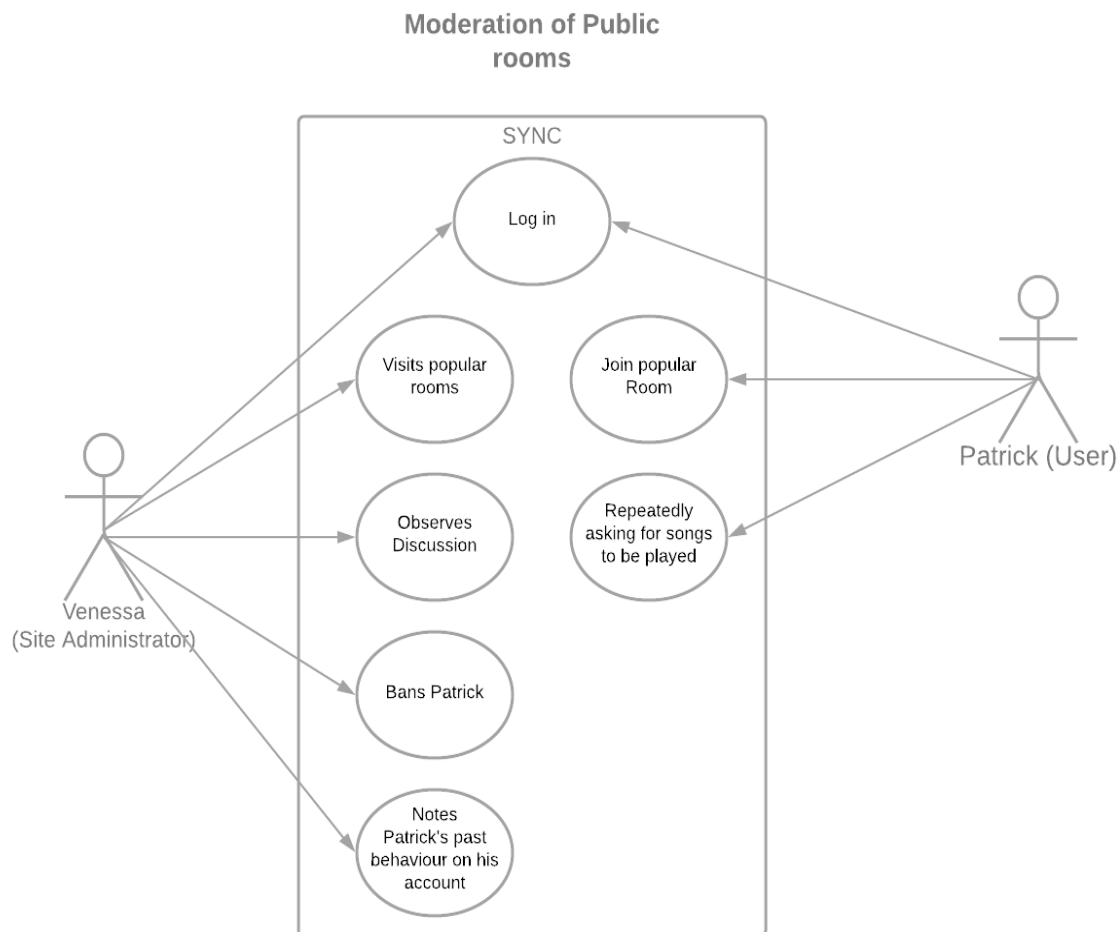 Moderation of Public
rooms
SYNC
Log in
Visits popular
rooms
Join popular
Room
Patrick (User)
Observes
Discussion
Repeatedly
asking for songs
to be played
Venessa
(Site Administrator)
Bans Patrick
Notes
Patrick's past
behaviour on his
account